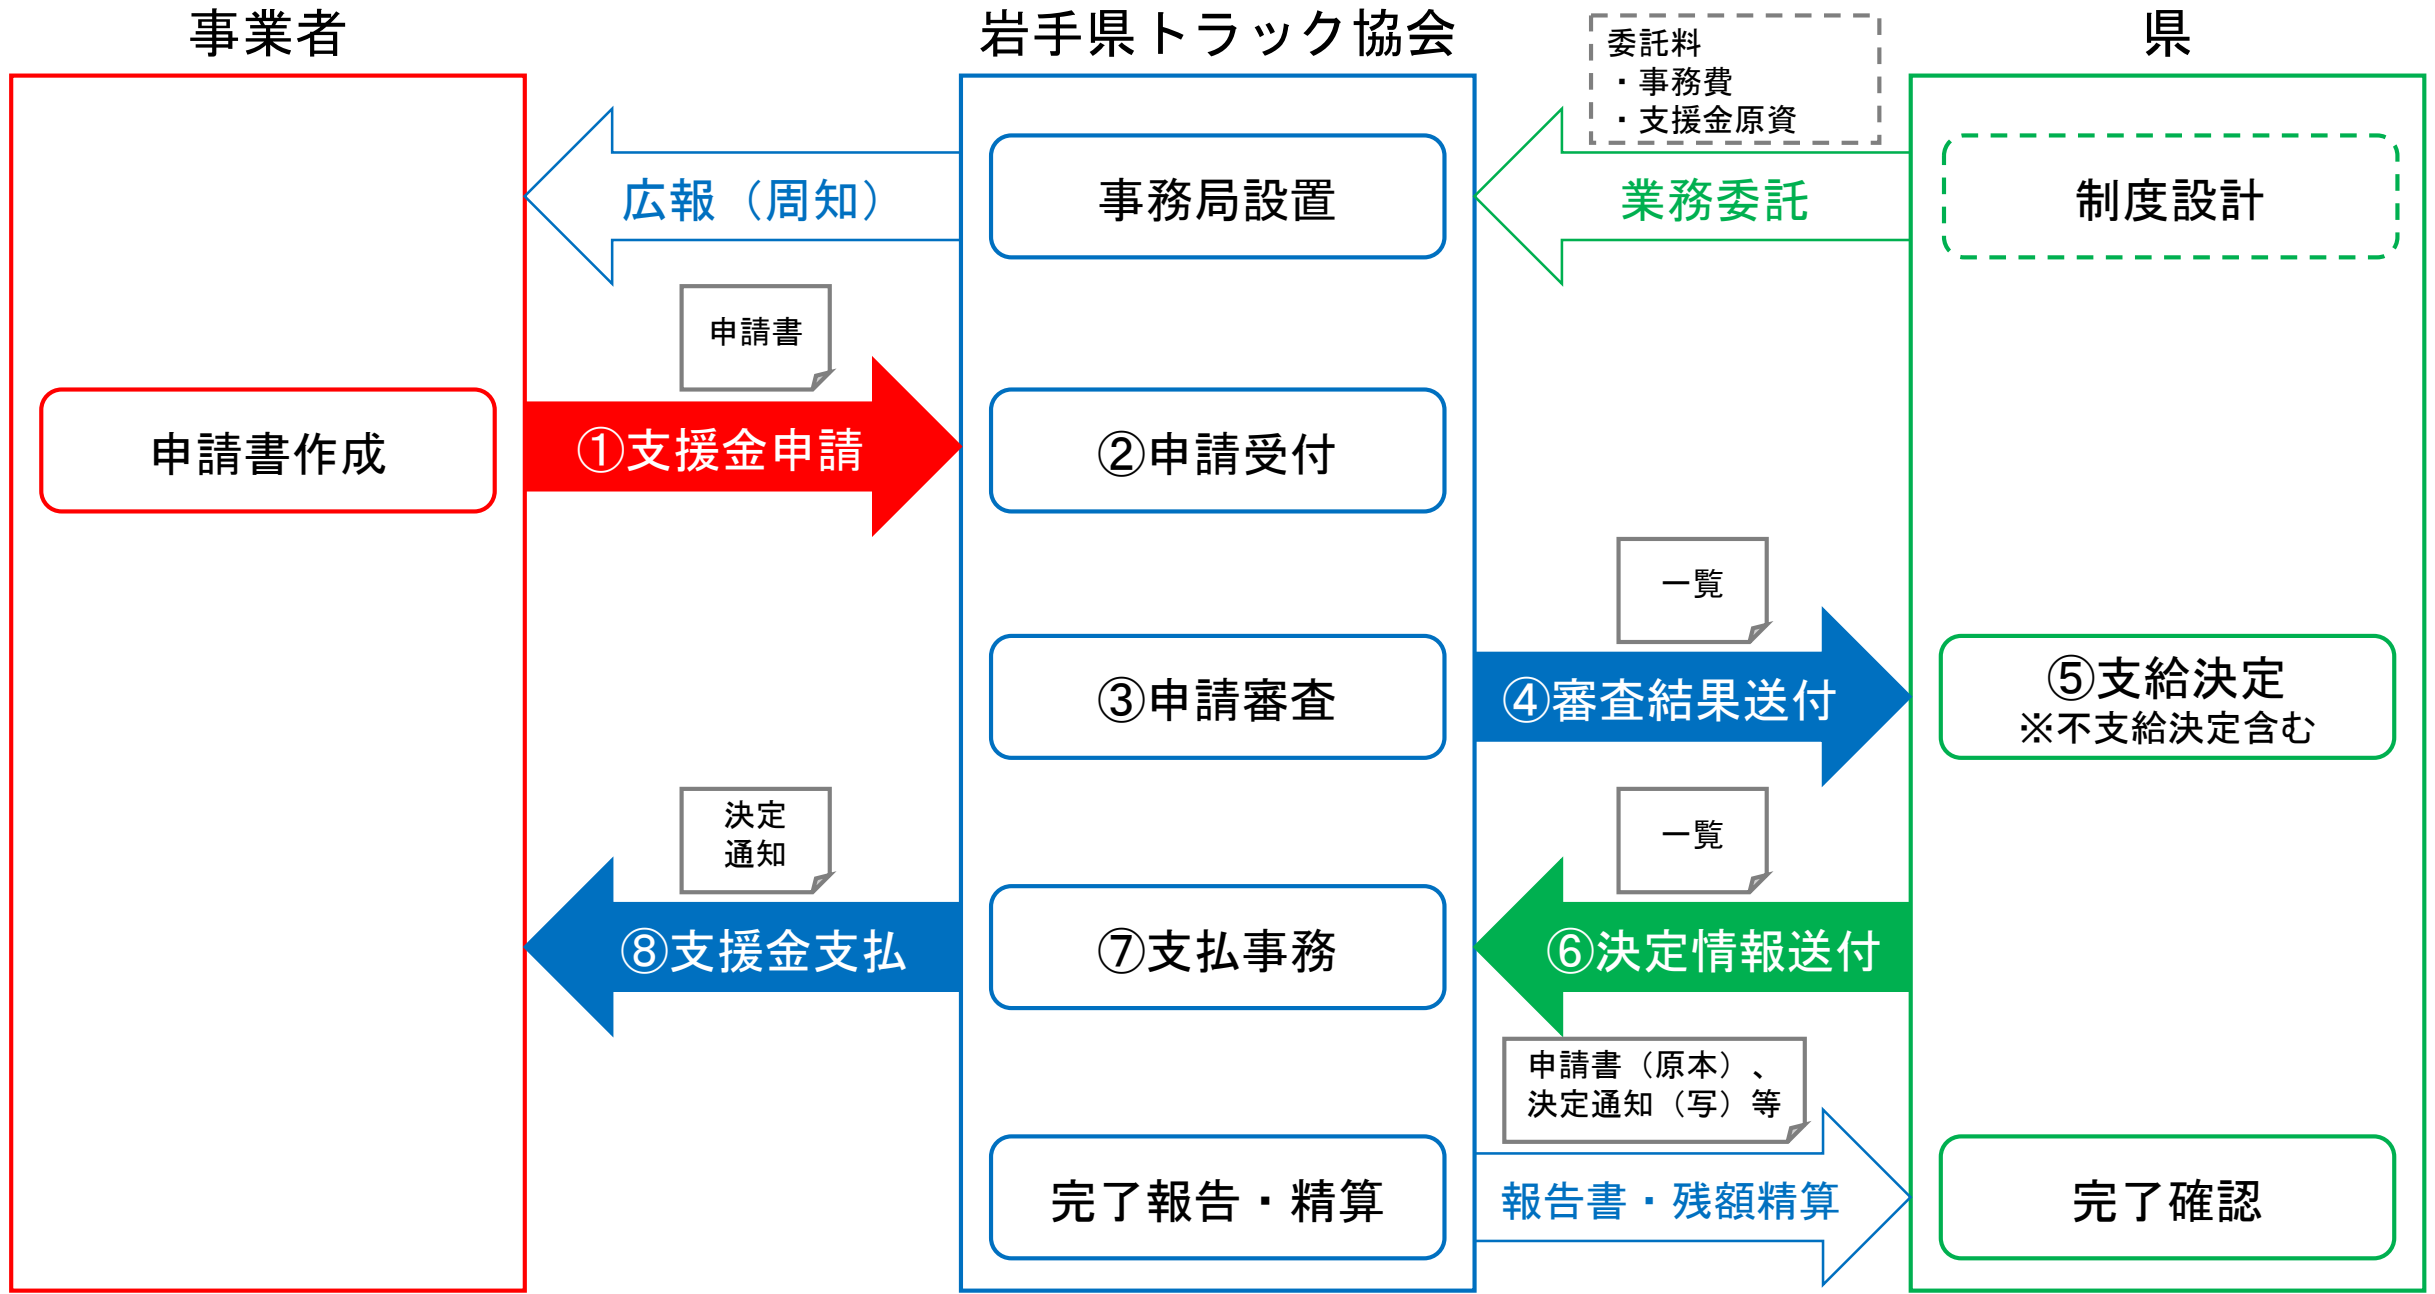 事業者
岩手県トラック協会
県
委託料
・事務費
・支援金原資
広報（周知）
事務局設置
業務委託
制度設計
申請書
申請書作成
①支援金申請
②申請受付
一覧
③申請審査
④審査結果送付
⑤支給決定
※不支給決定含む
決定
通知
一覧
⑧支援金支払
⑦支払事務
⑥決定情報送付
申請書（原本）、
決定通知（写）等
完了報告・精算
報告書・残額精算
完了確認